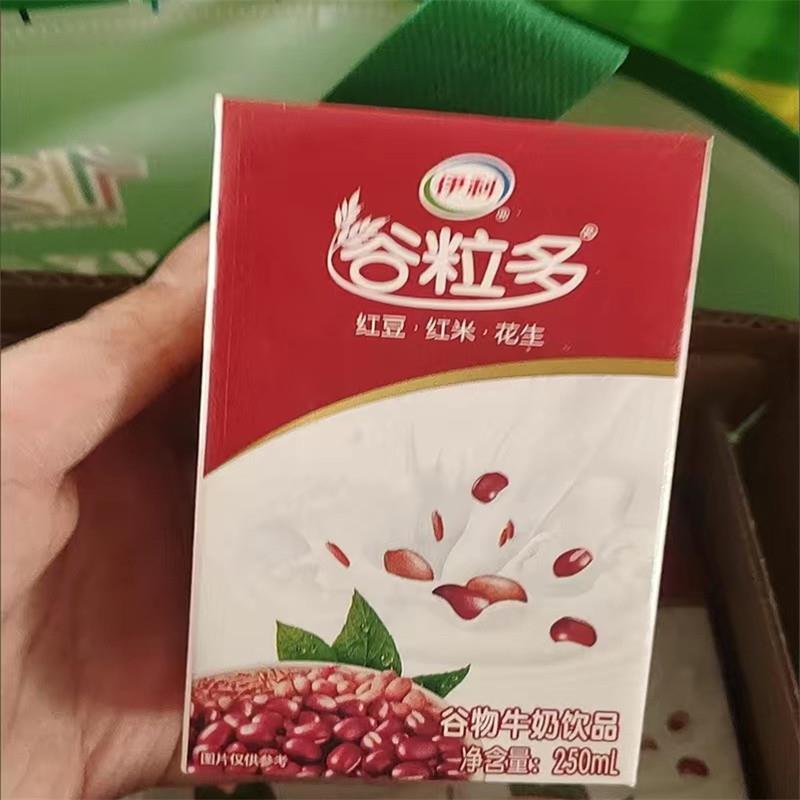 伊利
谷粒多
红豆·红米·花生
谷物牛奶饮品
净含量：250mL
图片仅供参考